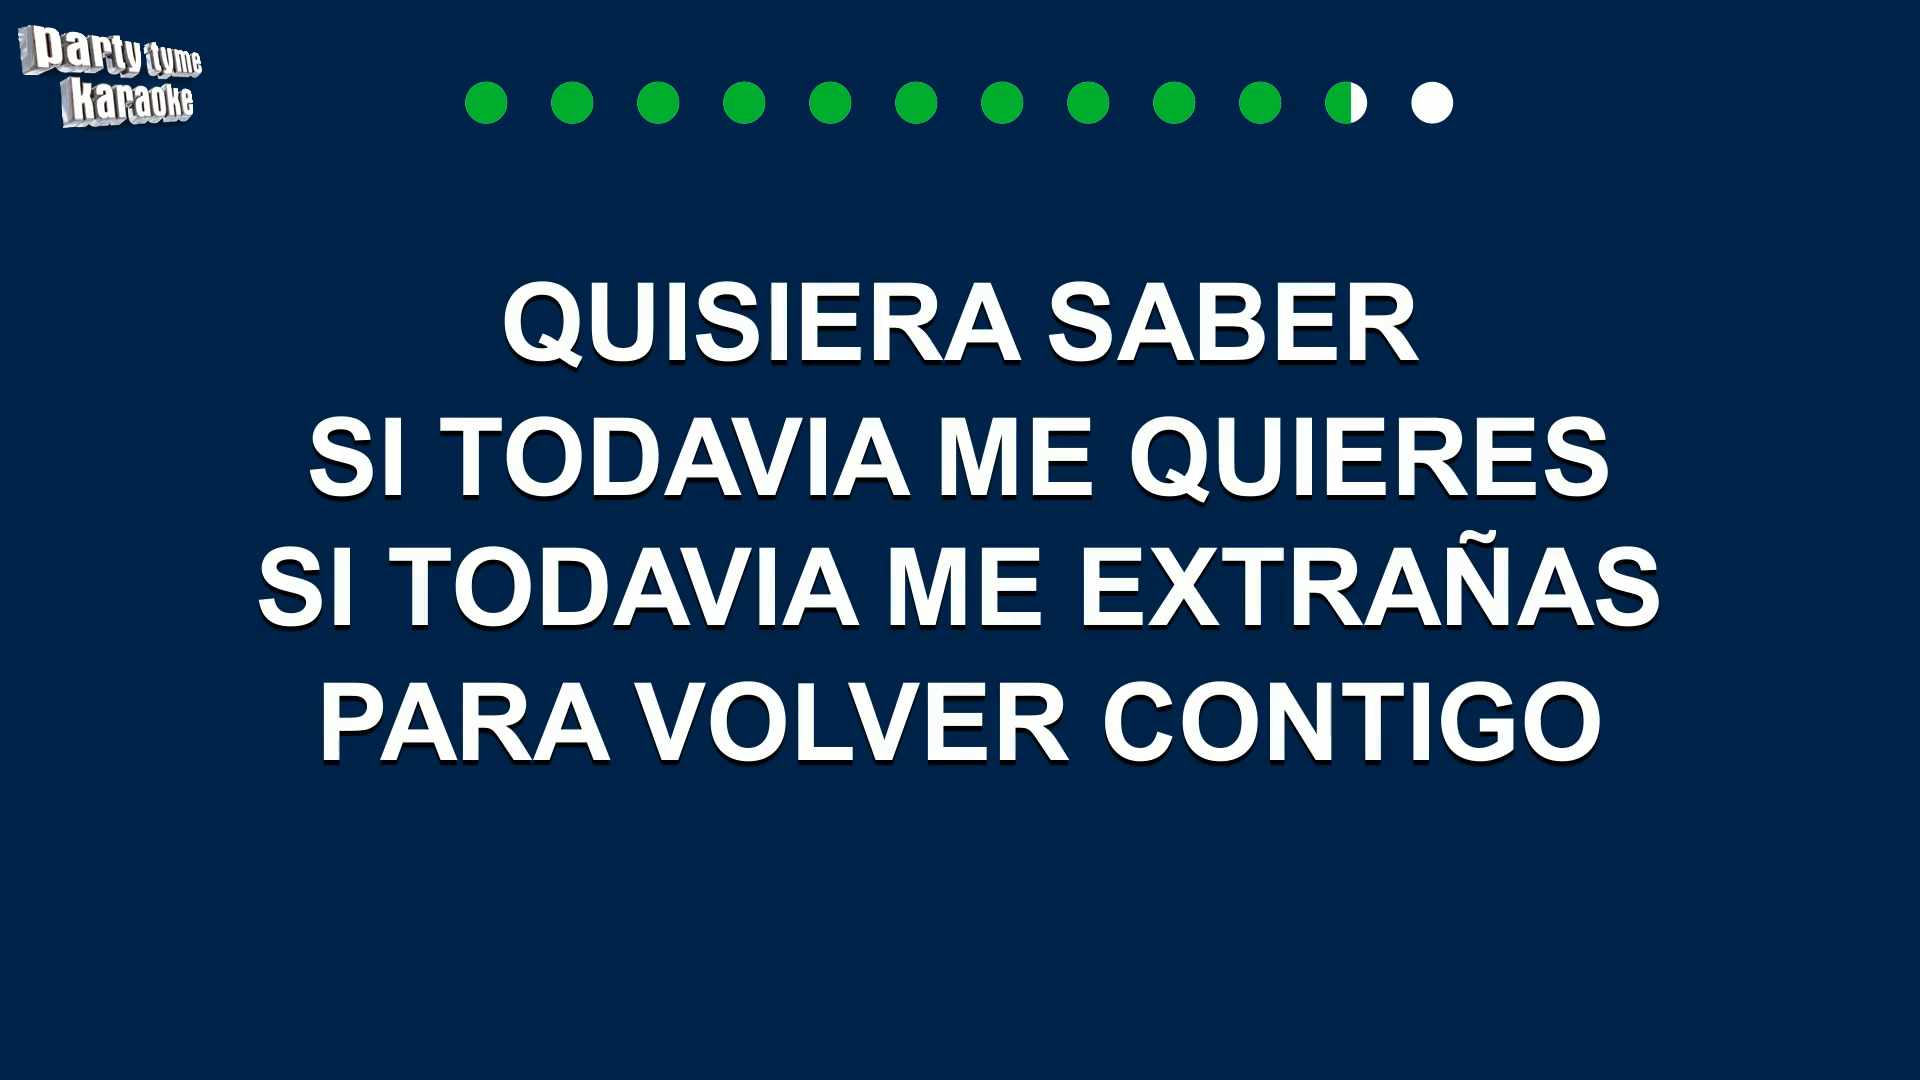 party tyme
karaoke
QUISIERA SABER
SI TODAVIA ME QUIERES
SI TODAVIA ME EXTRAÑAS
PARA VOLVER CONTIGO